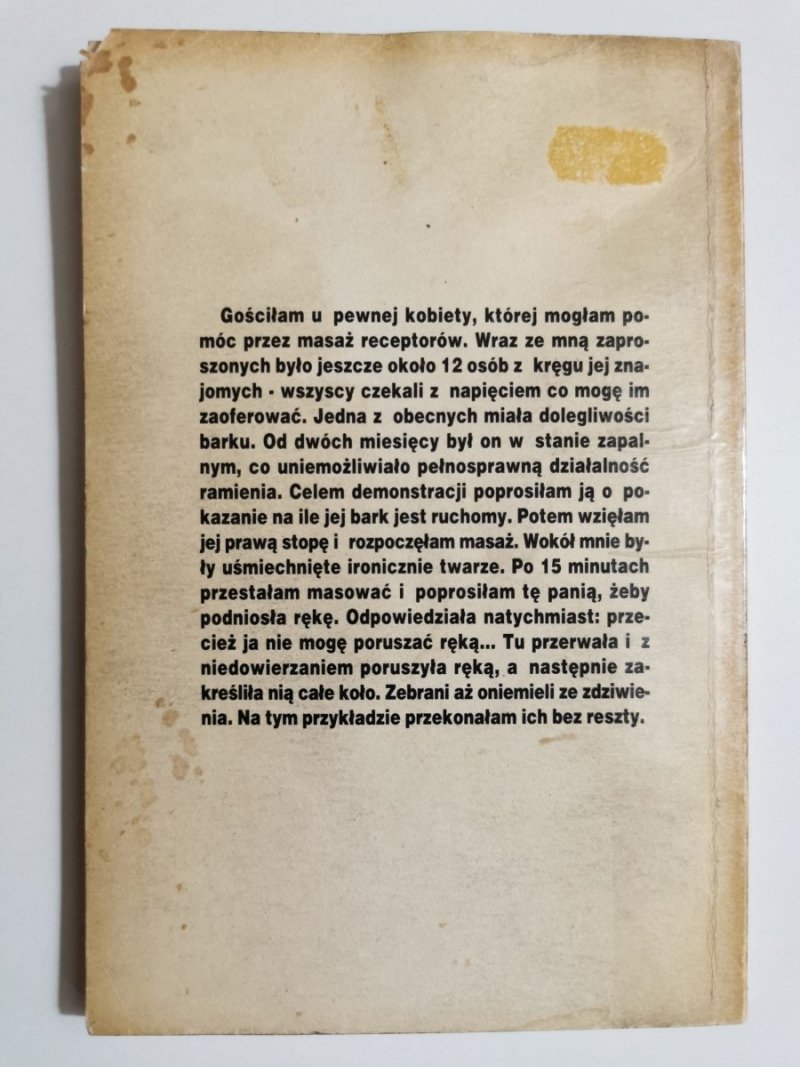 Gościłam u pewnej kobiety, której mogłam po-
móc przez masaż receptorów. Wraz ze mną zapro-
szonych było jeszcze około 12 osób z kręgu jej zna-
jomych - wszyscy czekali z napięciem co mogę im
zaoferować. Jedna z obecnych miała dolegliwości
barku. Od dwóch miesięcy był on w stanie zapal-
nym, co uniemożliwiało pełnosprawną działalność
ramienia. Celem demonstracji poprosiłam ją o po-
kazanie na ile jej bark jest ruchomy. Potem wzięłam
jej prawą stopę i rozpoczęłam masaż. Wokół mnie by-
ły uśmiechnięte ironicznie twarze. Po 15 minutach
przestałam masować i poprosiłam tę panią, żeby
podniosła rękę. Odpowiedziała natychmiast: prze-
cież ja nie mogę poruszać ręką... Tu przerwała i z
niedowierzaniem poruszyła ręką, a następnie za-
kreśliła nią całe koło. Zebrani aż oniemieli ze zdziwie-
nia. Na tym przykładzie przekonałam ich bez reszty.